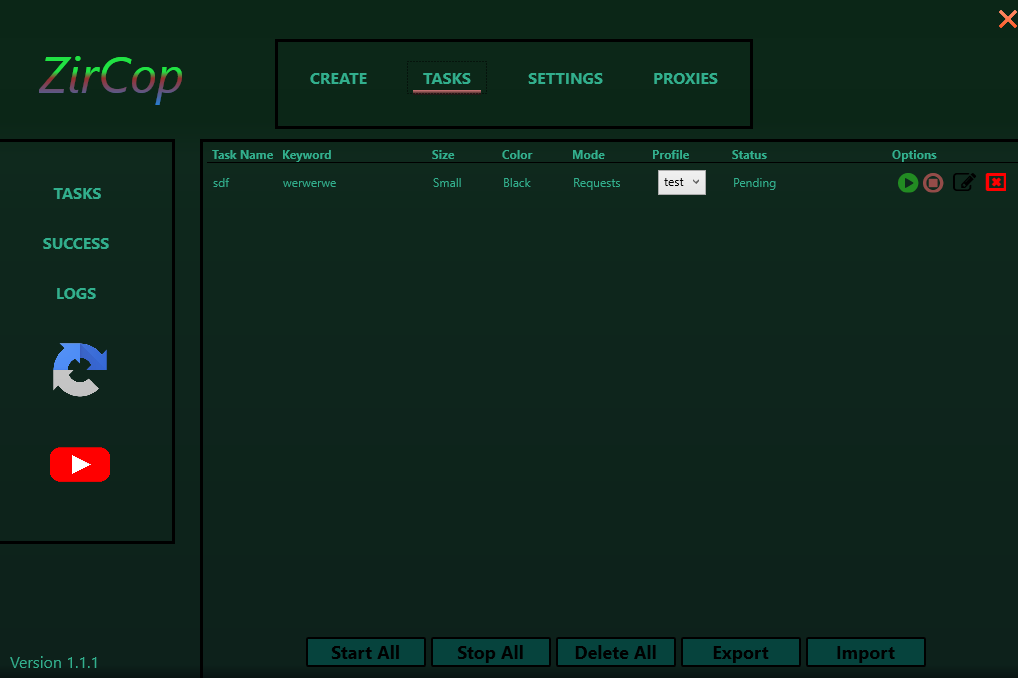 ZirCop
CREATE TASKS SETTINGS PROXIES
TASKS
SUCCESS
LOGS
Task Name Keyword Size Color Mode Profile Status Options
sdf werwerwe Small Black Requests test Pending
Start All Stop All Delete All Export Import
Version 1.1.1